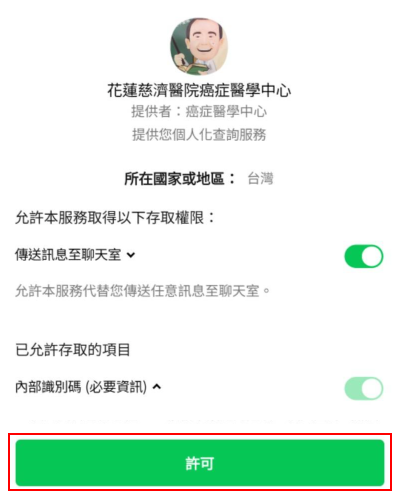 花蓮慈濟醫院癌症醫學中心
提供者：癌症醫學中心
提供您個人化查詢服務
所在國家或地區： 台灣
允許本服務取得以下存取權限：
傳送訊息至聊天室
允許本服務代替您傳送任意訊息至聊天室。
已允許存取的項目
內部識別碼 (必要資訊)
許可